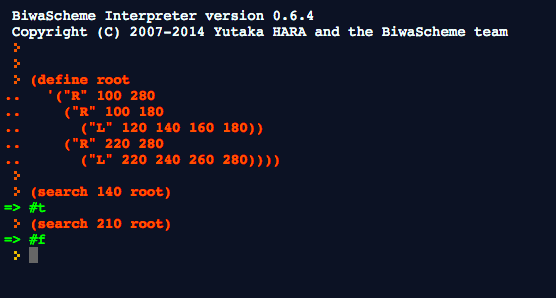 BiwaScheme Interpreter version 0.6.4
Copyright (C) 2007-2014 Yutaka HARA and the BiwaScheme team
>
>
> (define root
..   '("R" 100 280
..     ("R" 100 180
..       ("L" 120 140 160 180))
..     ("R" 220 280
..       ("L" 220 240 260 280))))
>
> (search 140 root)
=> #t
> (search 210 root)
=> #f
>